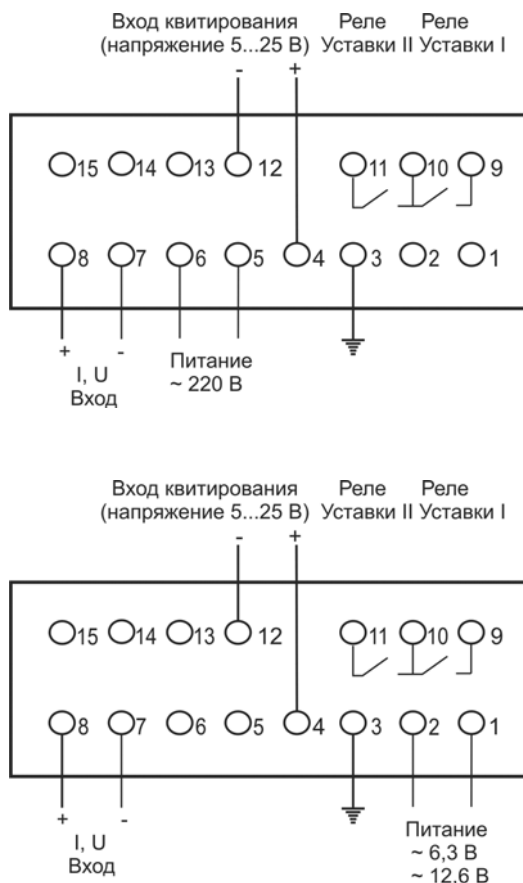 Вход квитирования Реле Реле
(напряжение 5...25 В) Уставки II Уставки I
- +
15 14 13 12 11 10 9
8 7 6 5 4 3 2 1
+ -
I, U
Вход
Питание
~ 220 В
Вход квитирования Реле Реле
(напряжение 5...25 В) Уставки II Уставки I
- +
15 14 13 12 11 10 9
8 7 6 5 4 3 2 1
+ -
I, U
Вход
Питание
~ 6,3 В
~ 12,6 В